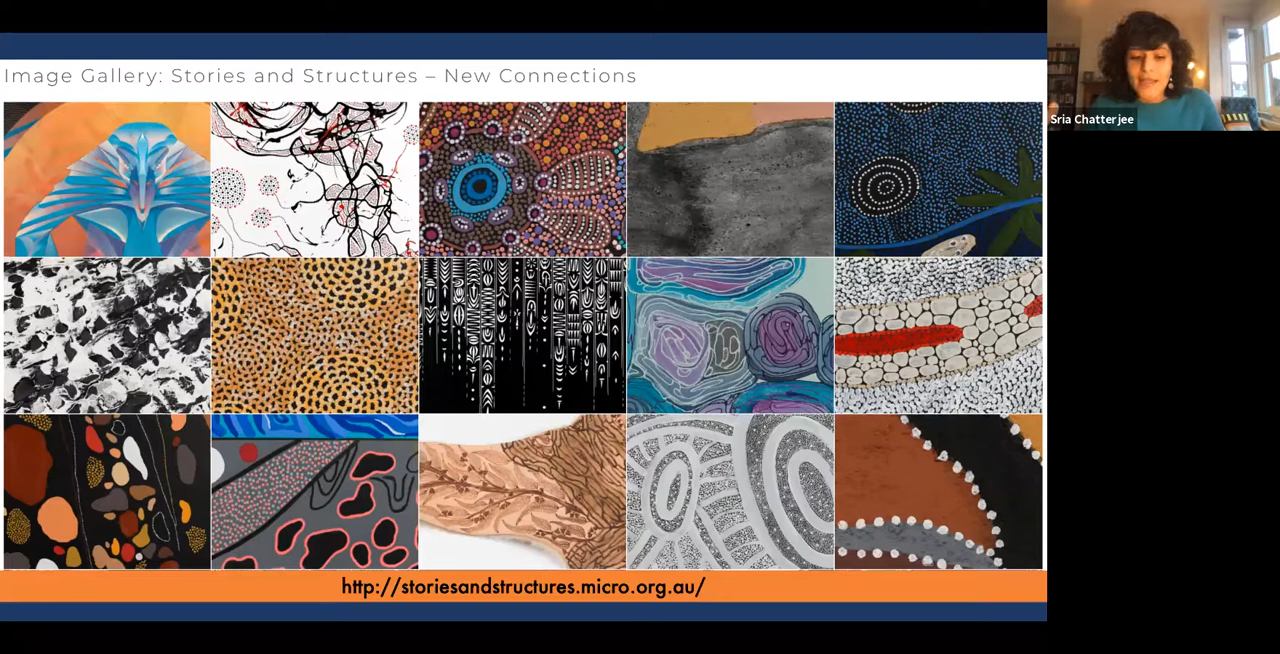 Image Gallery: Stories and Structures – New Connections
Sria Chatterjee
http://storiesandstructures.micro.org.au/